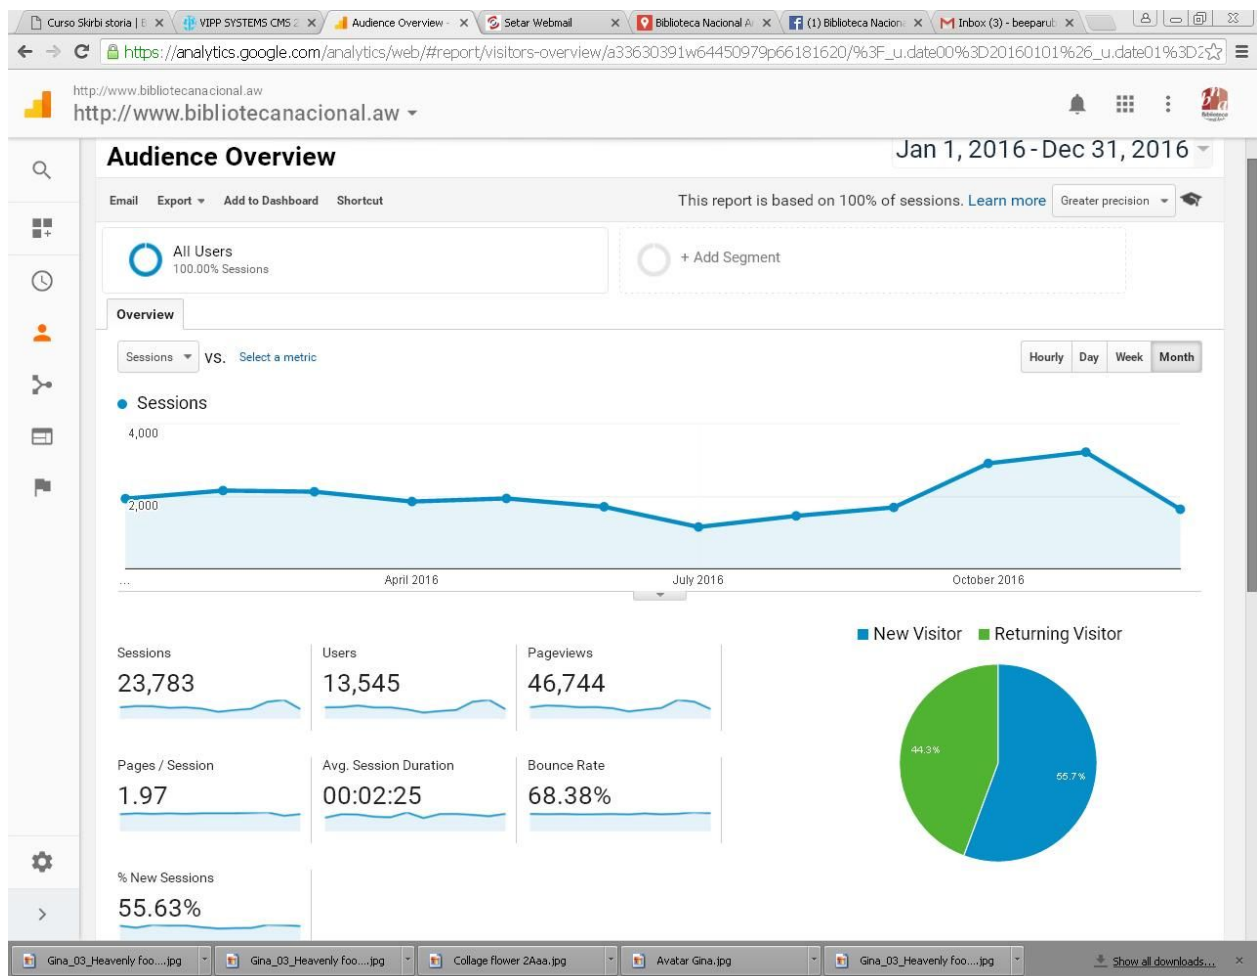 Curso Skirbi storia | E
VIPP SYSTEMS CMS 2
Audience Overview -
Setar Webmail
Biblioteca Nacional Ar
(1) Biblioteca Naciona
M Inbox (3) - beeparub
https://analytics.google.com/analytics/web/#report/visitors-overview/a33630391w64450979p66181620/%3F_u.date00%3D20160101%26_u.date01%3D2
http://www.bibliotecanacional.aw
http://www.bibliotecanacional.aw
Audience Overview
Jan 1, 2016 - Dec 31, 2016
Email Export Add to Dashboard Shortcut
This report is based on 100% of sessions. Learn more Greater precision
All Users
100.00% Sessions
+ Add Segment
Overview
Sessions VS. Select a metric
Hourly Day Week Month
Sessions
4,000
2,000
... April 2016 July 2016 October 2016
New Visitor Returning Visitor
44.3%
55.7%
Sessions Users Pageviews
23,783 13,545 46,744
Pages / Session Avg. Session Duration Bounce Rate
1.97 00:02:25 68.38%
% New Sessions
55.63%
Gina_03_Heavenly foo....jpg
Gina_03_Heavenly foo....jpg
Collage flower 2Aaa.jpg
Avatar Gina.jpg
Gina_03_Heavenly foo....jpg
Show all downloads...